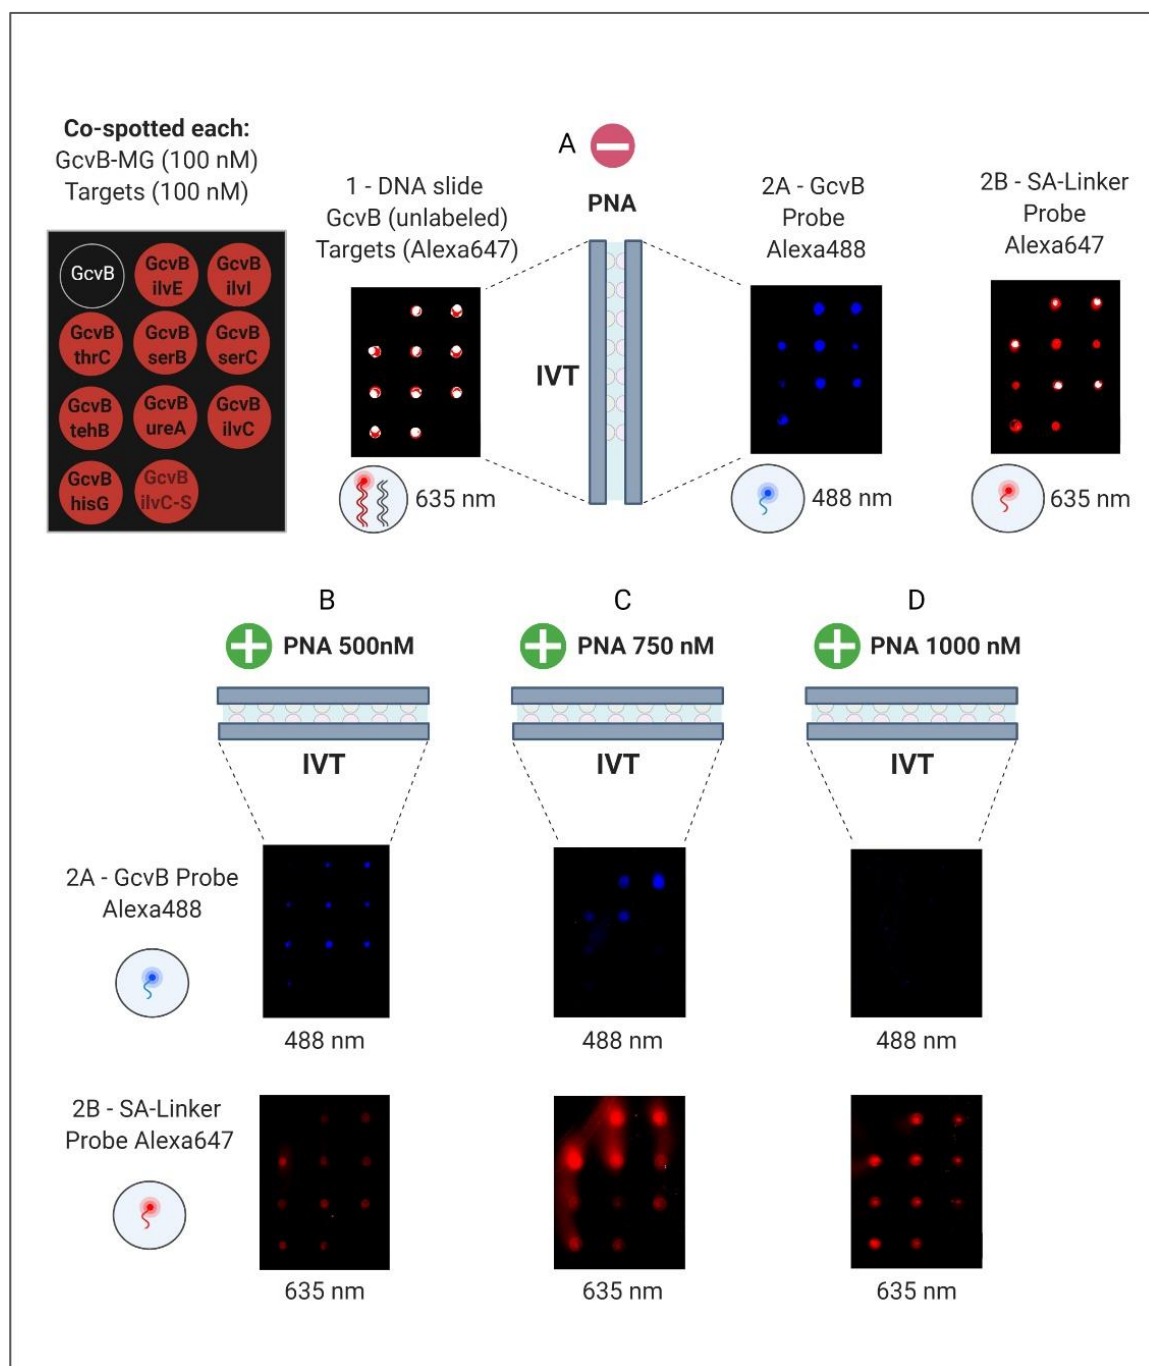 Co-spotted each:
GcvB-MG (100 nM)
Targets (100 nM)
GcvB
GcvB
ilvE
GcvB
ilvI
GcvB
thrC
GcvB
serB
GcvB
serC
GcvB
tehB
GcvB
ureA
GcvB
ilvC
GcvB
hisG
GcvB
ilvC-S
1 - DNA slide
GcvB (unlabeled)
Targets (Alexa647)
635 nm
A
PNA
IVT
2A - GcvB
Probe
Alexa488
488 nm
2B - SA-Linker
Probe
Alexa647
635 nm
B
PNA 500nM
IVT
C
PNA 750 nM
IVT
D
PNA 1000 nM
IVT
2A - GcvB Probe
Alexa488
488 nm
488 nm
488 nm
2B - SA-Linker
Probe Alexa647
635 nm
635 nm
635 nm